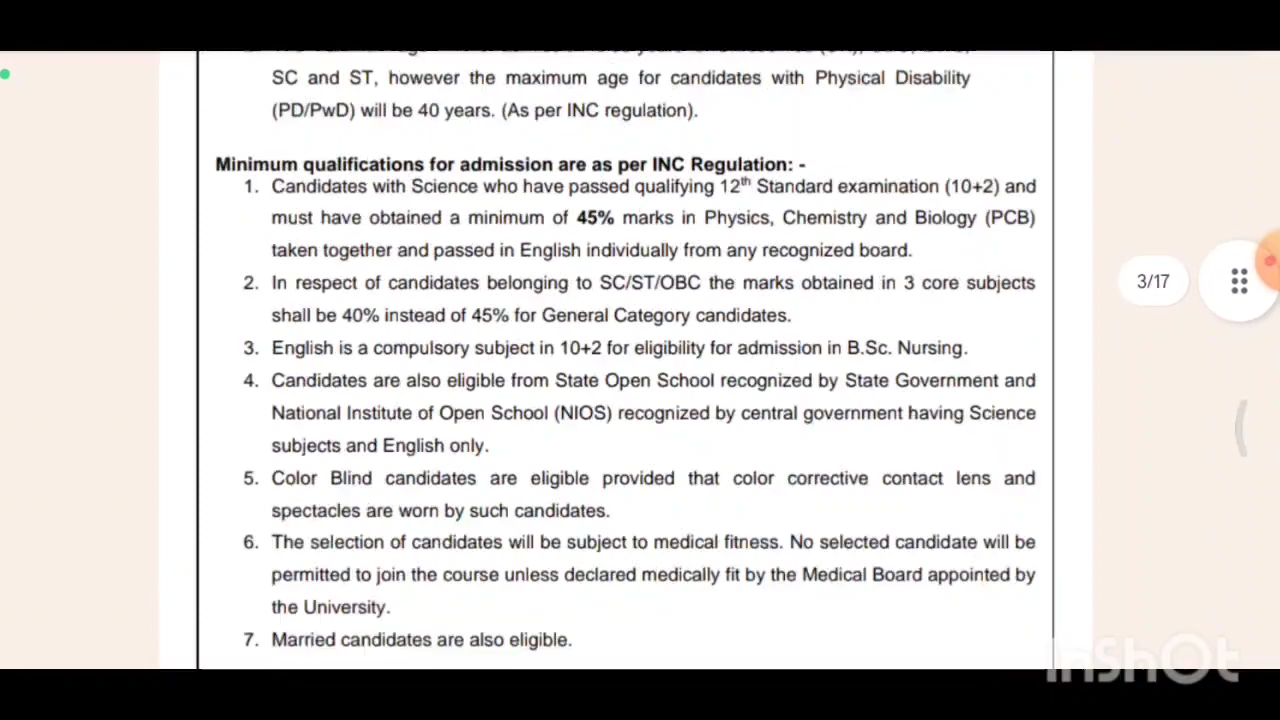 SC and ST, however the maximum age for candidates with Physical Disability
(PD/PwD) will be 40 years. (As per INC regulation).
Minimum qualifications for admission are as per INC Regulation: -
1. Candidates with Science who have passed qualifying 12th Standard examination (10+2) and
must have obtained a minimum of 45% marks in Physics, Chemistry and Biology (PCB)
taken together and passed in English individually from any recognized board.
2. In respect of candidates belonging to SC/ST/OBC the marks obtained in 3 core subjects
shall be 40% instead of 45% for General Category candidates.
3. English is a compulsory subject in 10+2 for eligibility for admission in B.Sc. Nursing.
4. Candidates are also eligible from State Open School recognized by State Government and
National Institute of Open School (NIOS) recognized by central government having Science
subjects and English only.
5. Color Blind candidates are eligible provided that color corrective contact lens and
spectacles are worn by such candidates.
6. The selection of candidates will be subject to medical fitness. No selected candidate will be
permitted to join the course unless declared medically fit by the Medical Board appointed by
the University.
7. Married candidates are also eligible.
3/17
InShOt